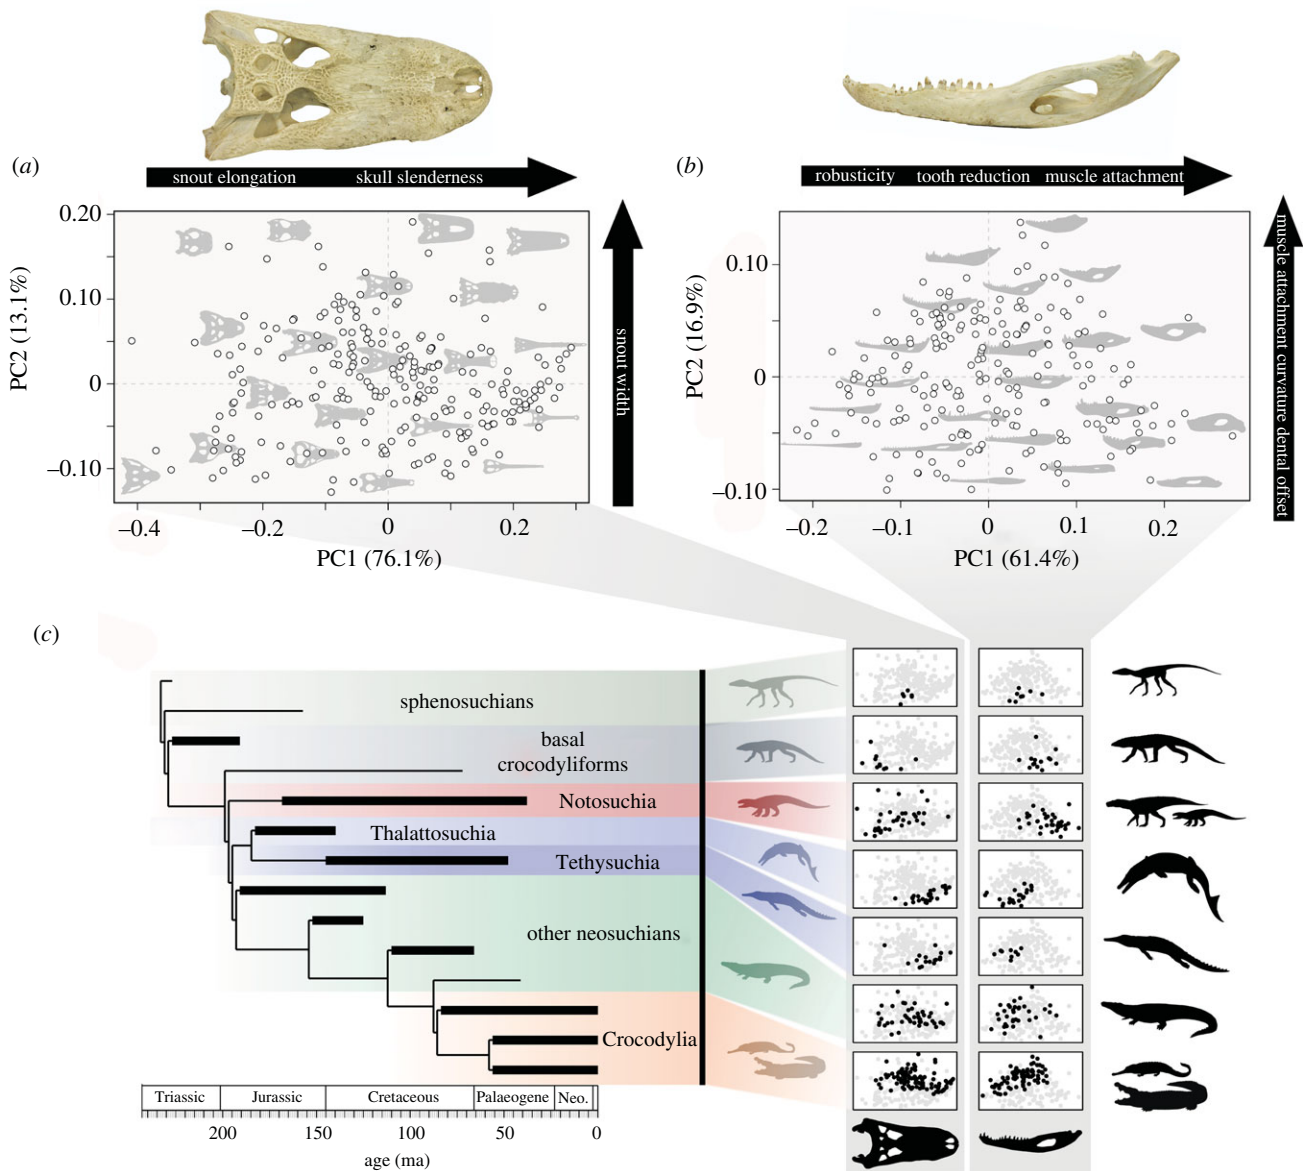 (a)
snout elongation skull slenderness
0.20
0.10
0
–0.10
PC2 (13.1%)
–0.4 –0.2 0 0.2
PC1 (76.1%)
snout width
(b)
robusticity tooth reduction muscle attachment
0.10
0
–0.10
PC2 (16.9%)
–0.2 –0.1 0 0.1 0.2
PC1 (61.4%)
muscle attachment curvature dental offset
(c)
sphenosuchians
basal
crocodyliforms
Notosuchia
Thalattosuchia
Tethysuchia
other neosuchians
Crocodylia
Triassic Jurassic Cretaceous Palaeogene Neo.
200 150 100 50 0
age (ma)